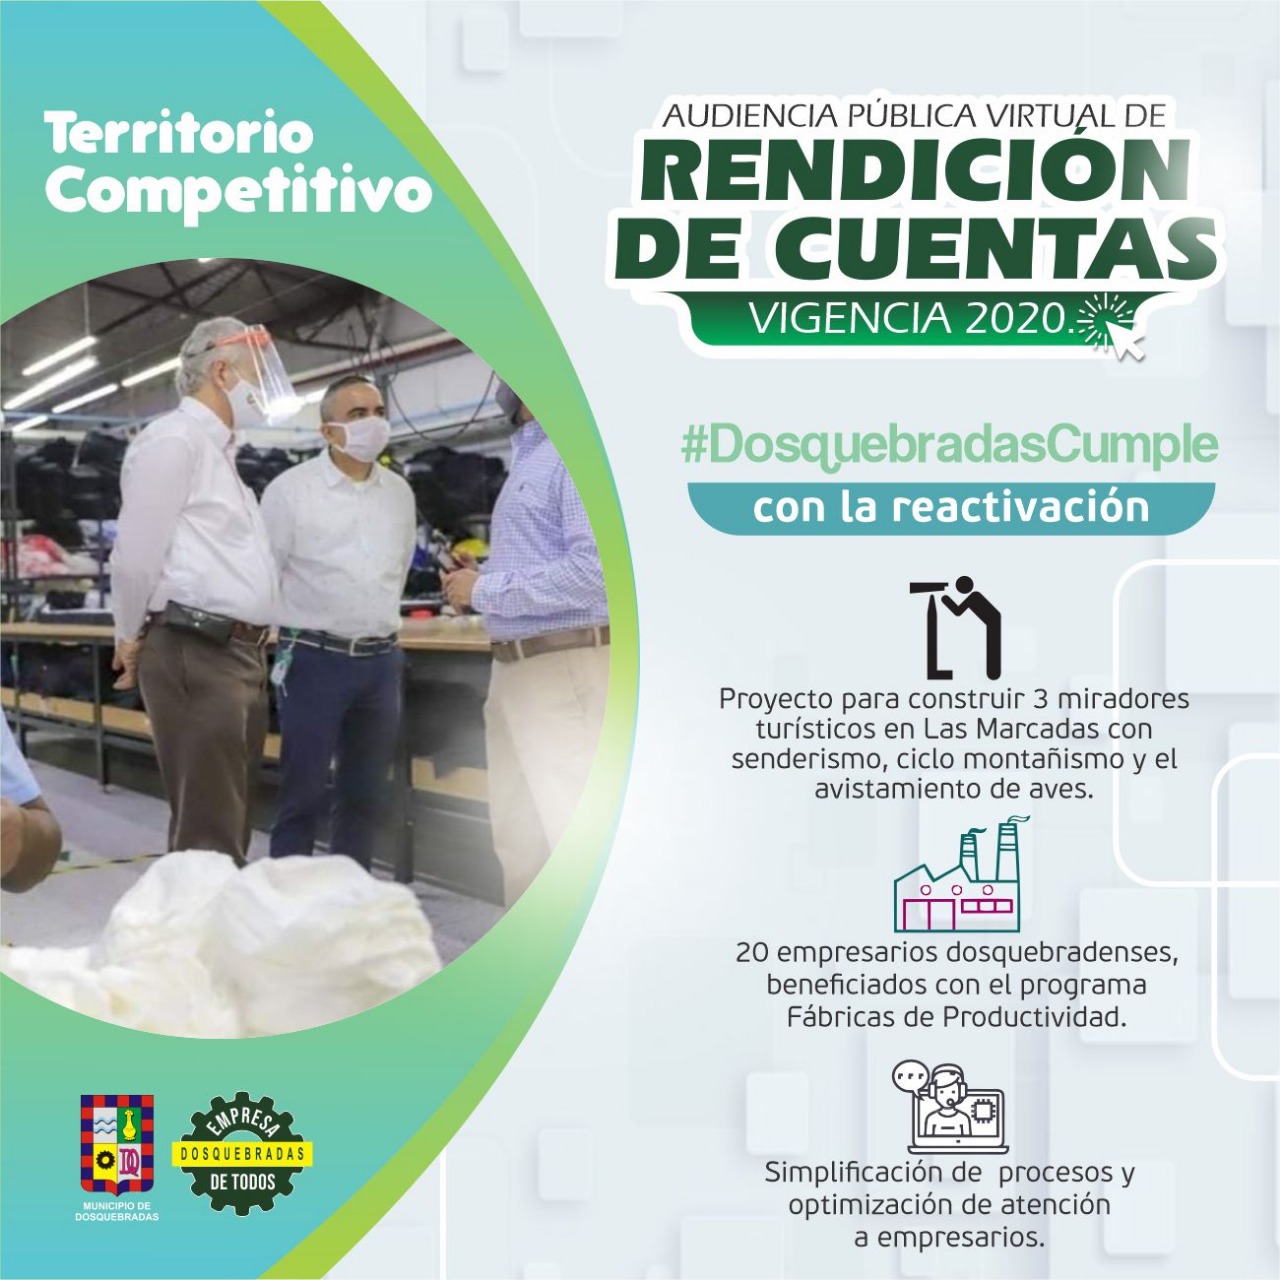 Territorio
Competitivo
AUDIENCIA PÚBLICA VIRTUAL DE
RENDICIÓN
DE CUENTAS
VIGENCIA 2020.
#DosquebradasCumple
con la reactivación
Proyecto para construir 3 miradores
turísticos en Las Marcadas con
senderismo, ciclo montañismo y el
avistamiento de aves.
20 empresarios dosquebradenses,
beneficiados con el programa
Fábricas de Productividad.
Simplificación de procesos y
optimización de atención
a empresarios.
MUNICIPIO DE
DOSQUEBRADAS
EMPRESA
DOSQUEBRADAS
DE TODOS